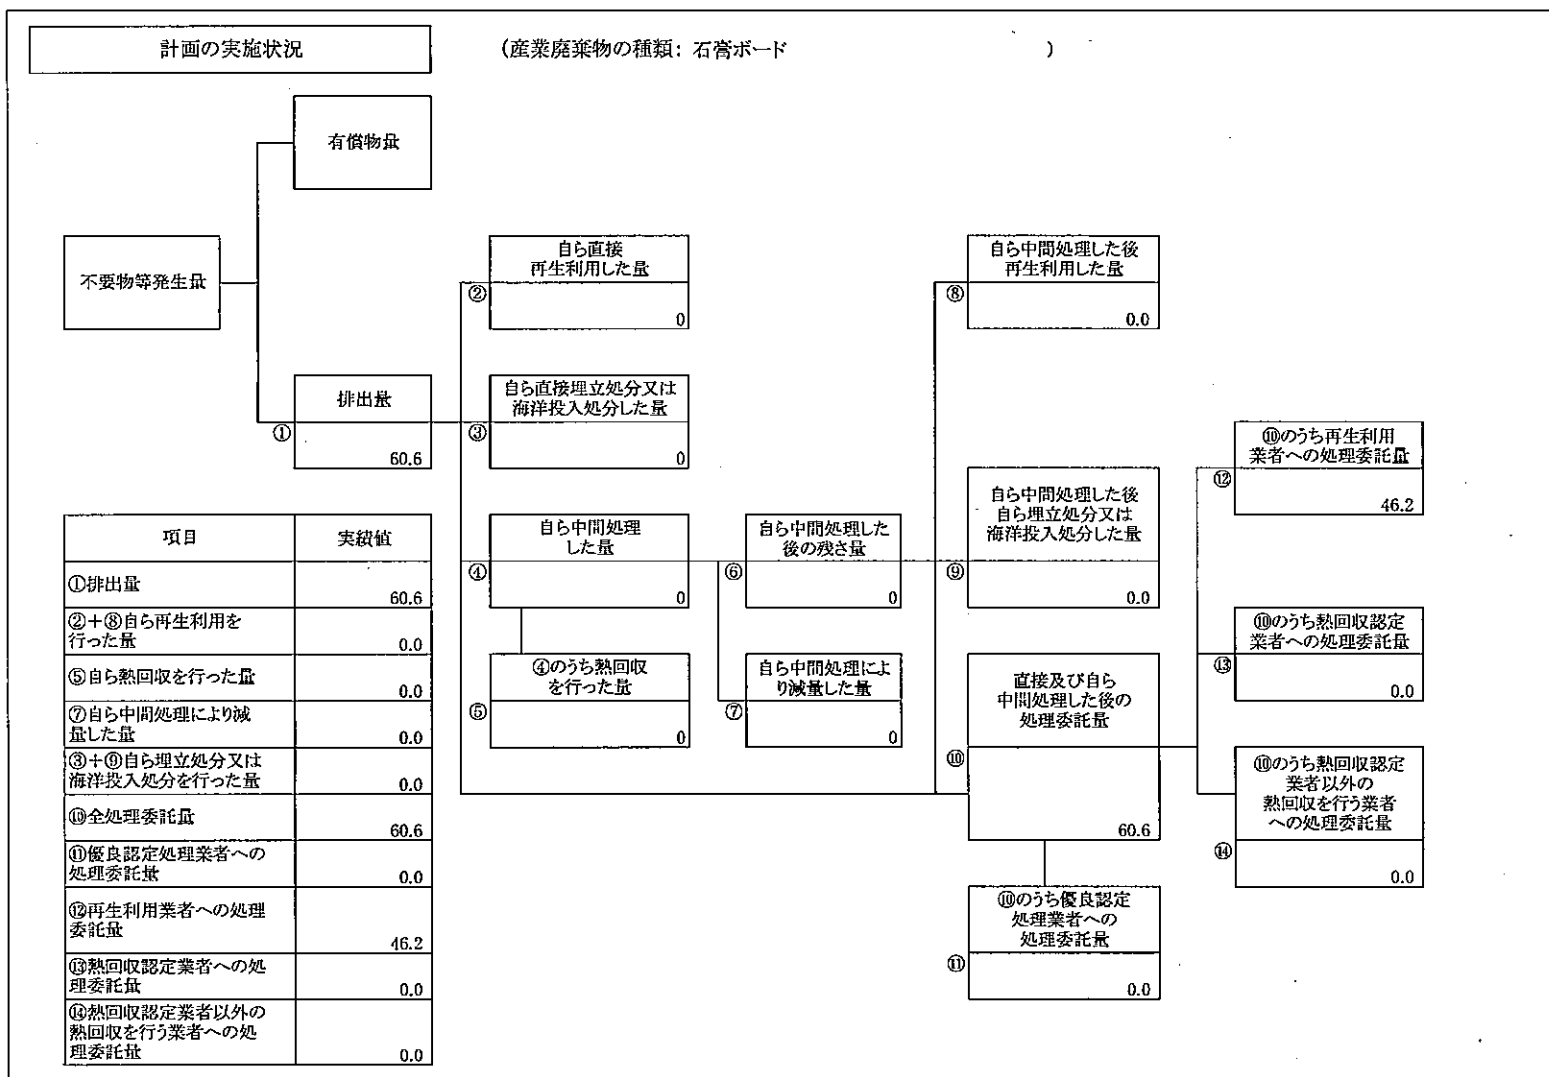 計画の実施状況
(産業廃棄物の種類: 石膏ボード )
有償物量
不要物等発生量
排出量
①
60.6
自ら直接
再生利用した量
②
0
自ら直接埋立処分又は
海洋投入処分した量
③
0
自ら中間処理
した量
④
0
④のうち熱回収
を行った量
⑤
0
自ら中間処理した
後の残さ量
⑥
0
自ら中間処理によ
り減量した量
⑦
0
自ら中間処理した後
再生利用した量
⑧
0.0
自ら中間処理した後
自ら埋立処分又は
海洋投入処分した量
⑨
0.0
直接及び自ら
中間処理した後の
処理委託量
⑩
60.6
⑩のうち優良認定
処理業者への
処理委託量
⑪
0.0
⑩のうち再生利用
業者への処理委託量
⑫
46.2
⑩のうち熱回収認定
業者への処理委託量
⑬
0.0
⑩のうち熱回収認定
業者以外の
熱回収を行う業者
への処理委託量
⑭
0.0
項目 実績値
①排出量
60.6
②+⑧自ら再生利用を
行った量
0.0
⑤自ら熱回収を行った量
0.0
⑦自ら中間処理により減
量した量
0.0
③+⑨自ら埋立処分又は
海洋投入処分を行った量
0.0
⑩全処理委託量
60.6
⑪優良認定処理業者への
処理委託量
0.0
⑫再生利用業者への処理
委託量
46.2
⑬熱回収認定業者への処
理委託量
0.0
⑭熱回収認定業者以外の
熱回収を行う業者への処
理委託量
0.0